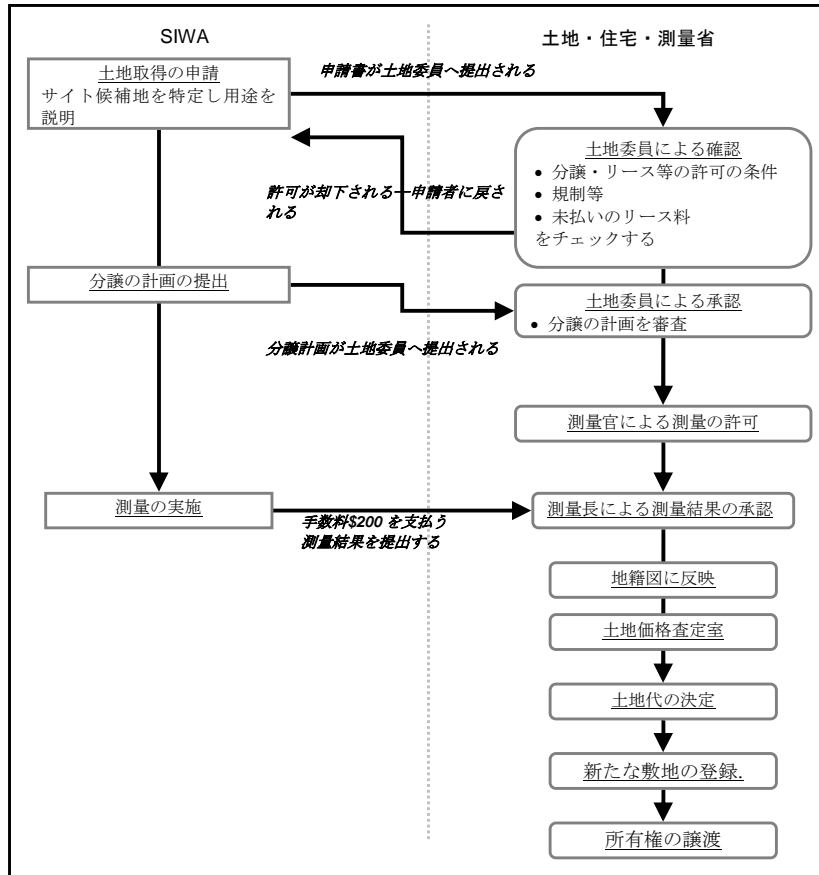 SIWA
土地・住宅・測量省
土地取得の申請
サイト候補地を特定し用途を
説明
申請書が土地委員へ提出される
土地委員による確認
• 分譲・リース等の許可の条件
• 規制等
• 未払いのリース料
をチェックする
許可が却下される―申請者に戻さ
れる
分譲の計画の提出
土地委員による承認
• 分譲の計画を審査
分譲計画が土地委員へ提出される
測量官による測量の許可
測量の実施
手数料$200 を支払う
測量結果を提出する
測量長による測量結果の承認
地籍図に反映
土地価格査定室
土地代の決定
新たな敷地の登録.
所有権の譲渡